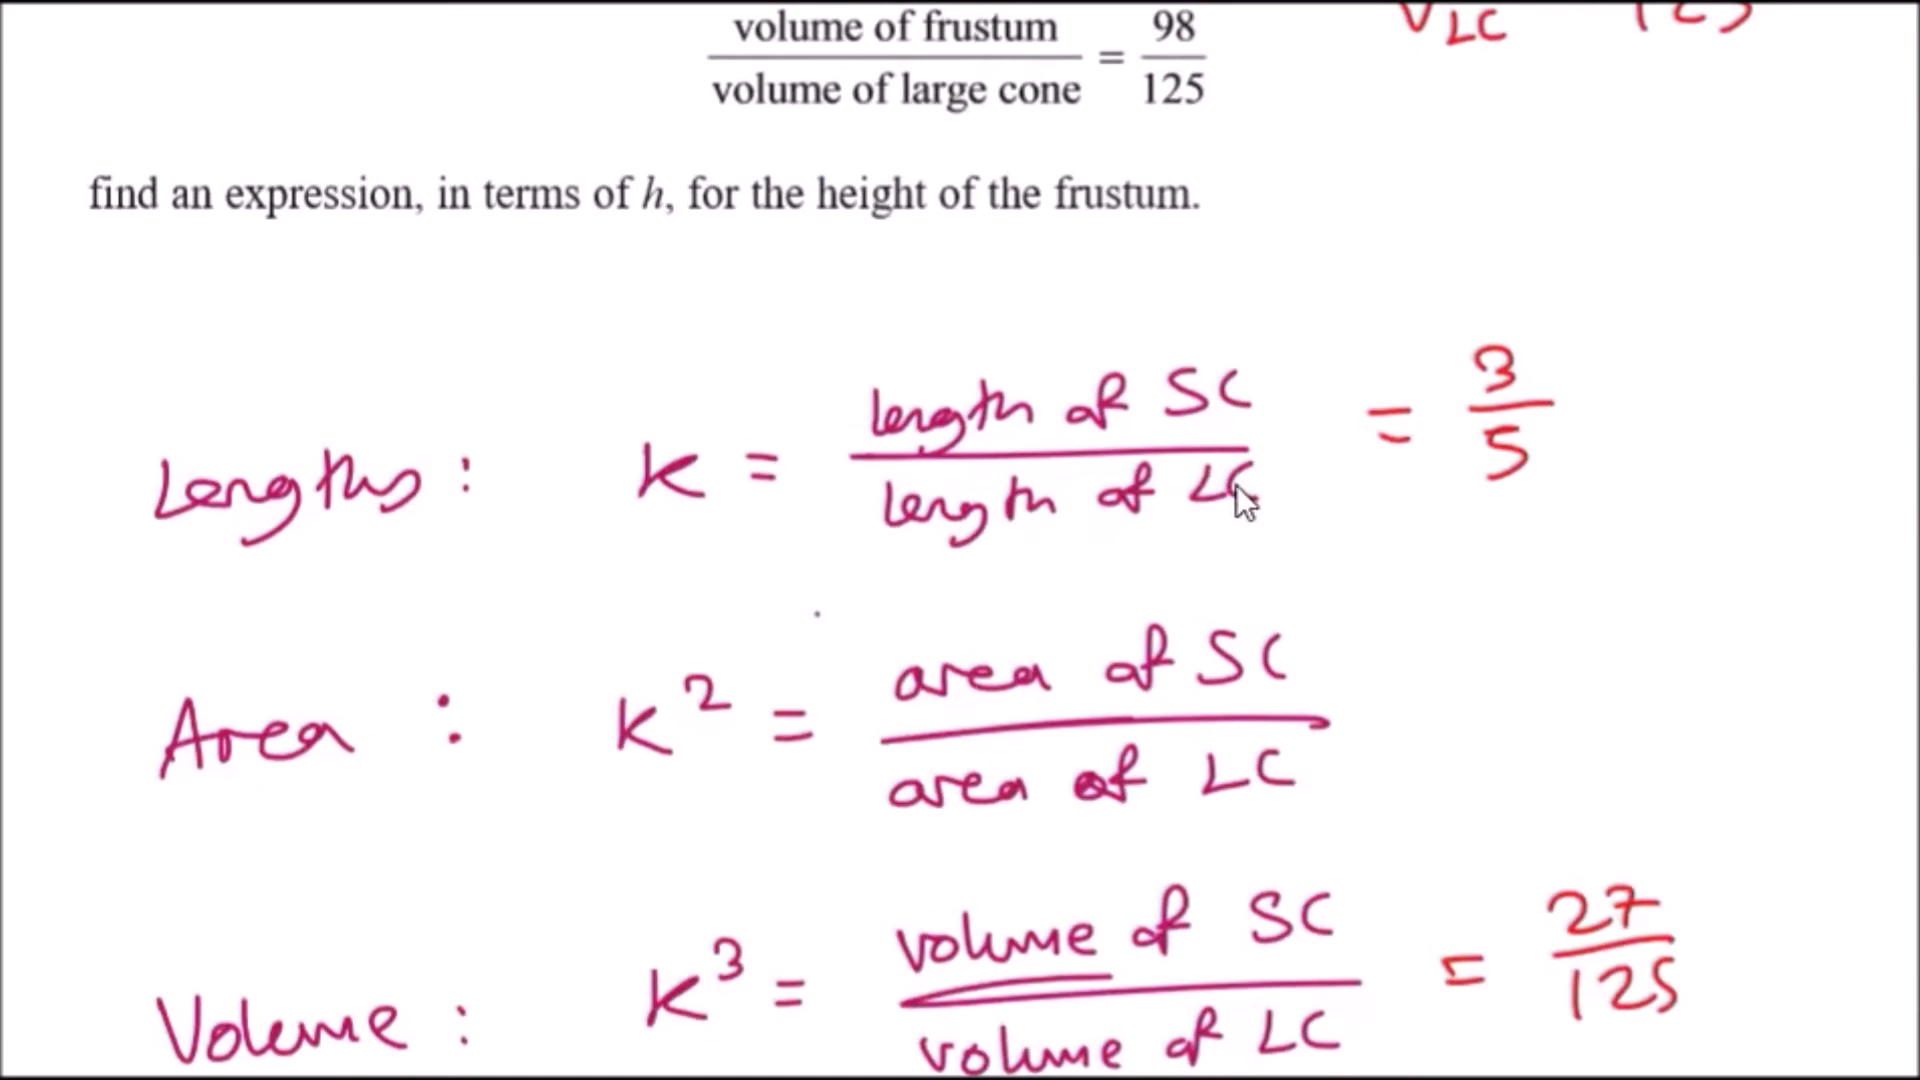 volume of frustum / volume of large cone = 98 / 125
V LC 125
find an expression, in terms of h, for the height of the frustum.
Lengths : K = length of SC / length of LC = 3 / 5
Area : K² = area of SC / area of LC
Volume : K³ = volume of SC / volume of LC = 27 / 125